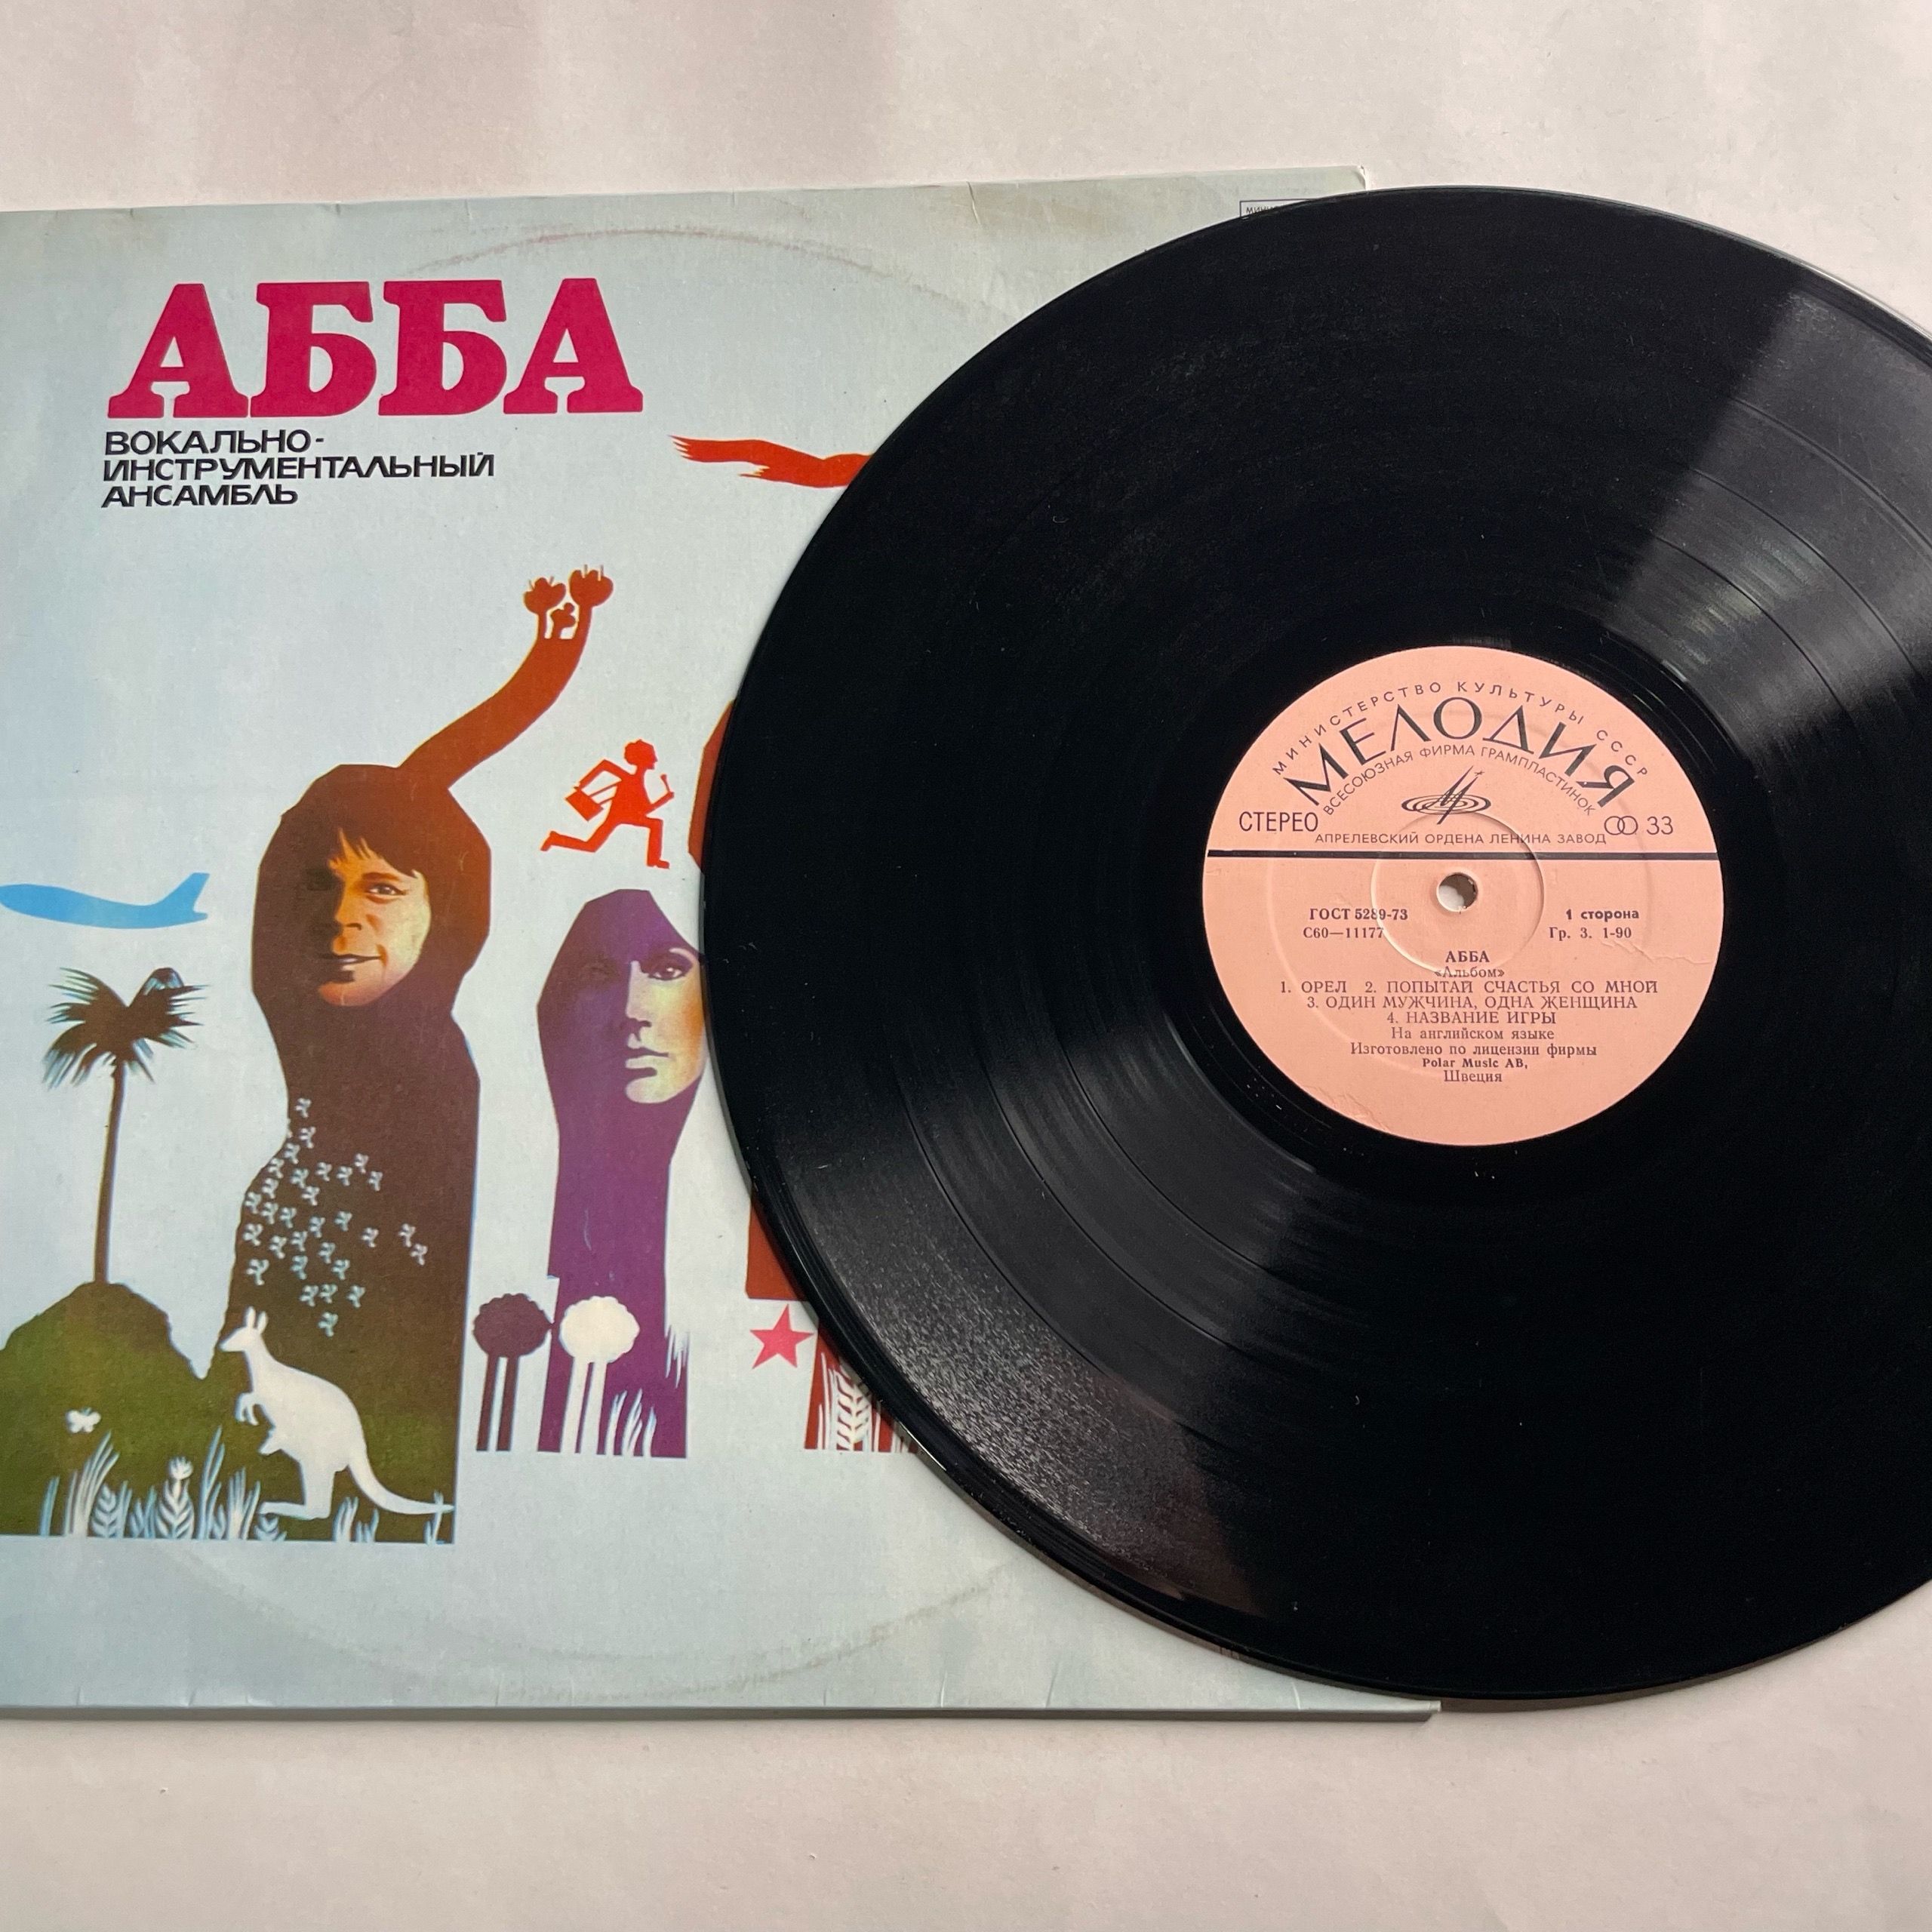 АББА
ВОКАЛЬНО-
ИНСТРУМЕНТАЛЬНЫЙ
АНСАМБЛЬ
МИНИСТЕРСТВО КУЛЬТУРЫ СССР
МЕЛОДИЯ
ВСЕСОЮЗНАЯ ФИРМА ГРАМПЛАСТИНОК
СТЕРЕО
33
АПРЕЛЕВСКИЙ ОРДЕНА ЛЕНИНА ЗАВОД
ГОСТ 5289-73
1 сторона
С60—11177
Гр. 3. 1-90
АББА
«Альбом»
1. ОРЕЛ 2. ПОПЫТАЙ СЧАСТЬЯ СО МНОЙ
3. ОДИН МУЖЧИНА, ОДНА ЖЕНЩИНА
4. НАЗВАНИЕ ИГРЫ
На английском языке
Изготовлено по лицензии фирмы
Polar Music AB,
Швеция